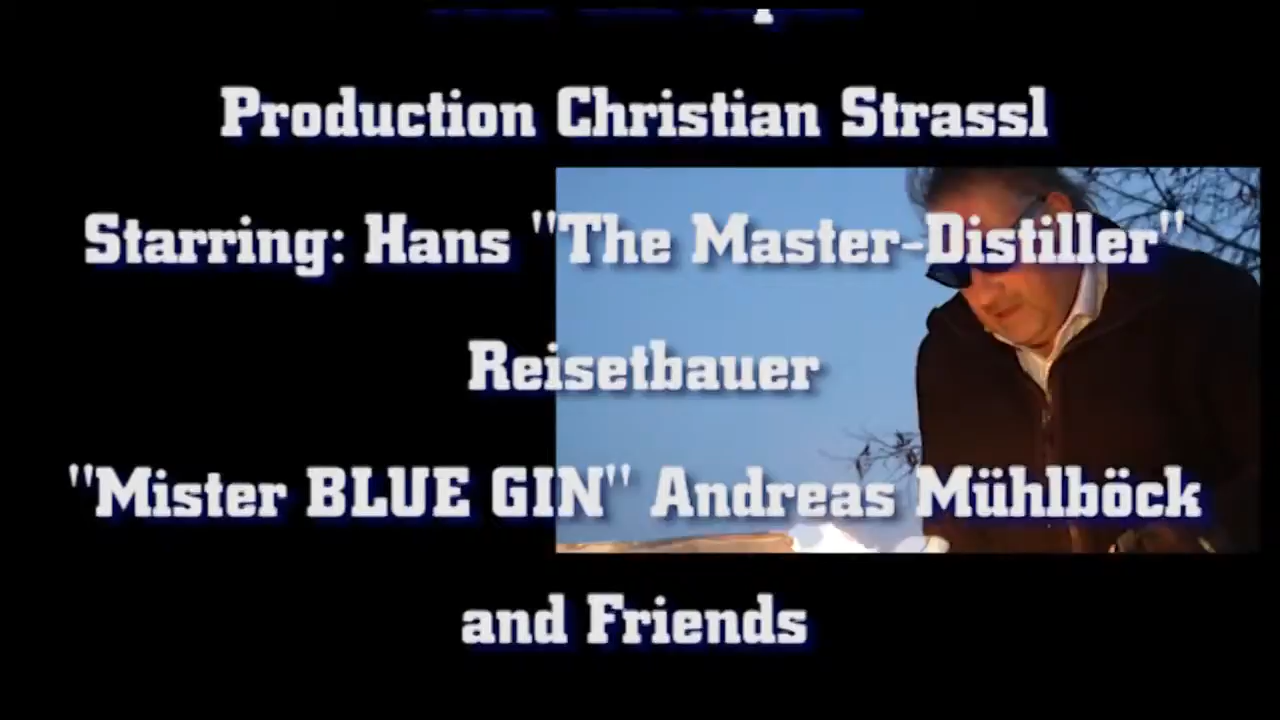 Production Christian Strassl
Starring: Hans "The Master-Distiller"
Reisetbauer
"Mister BLUE GIN" Andreas Mühlböck
and Friends